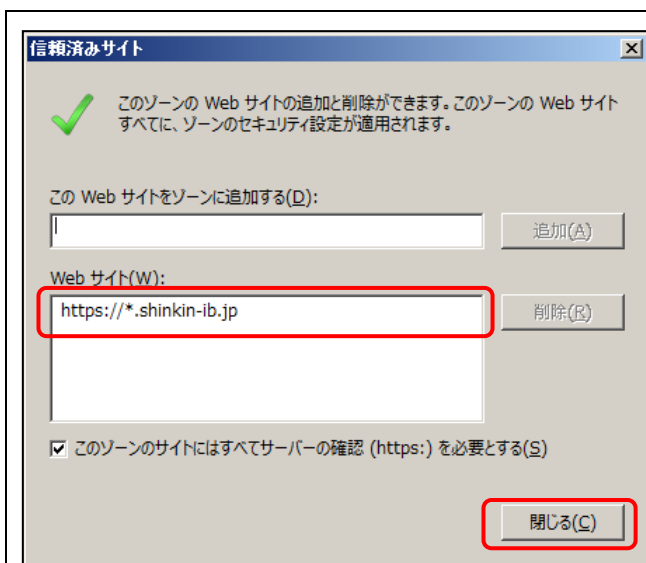 信頼済みサイト
このゾーンの Web サイトの追加と削除ができます。このゾーンの Web サイト
すべてに、ゾーンのセキュリティ設定が適用されます。
この Web サイトをゾーンに追加する(D):
追加(A)
Web サイト(W):
https://*.shinkin-ib.jp
削除(R)
このゾーンのサイトにはすべてサーバーの確認 (https:) を必要とする(S)
閉じる(C)